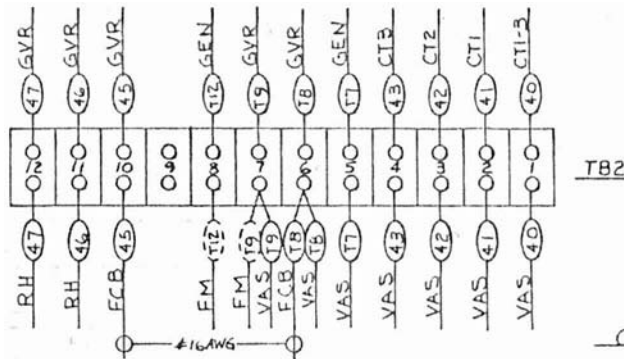 GVR GVR GVR GEN GVR GVR GEN CT3 CT2 CT1 CT1-3
47 46 45 T12 T9 T8 T7 43 42 41 40
12 11 10 9 8 7 6 5 4 3 2 1 TB2
47 46 45 T12 T9 T9 T8 T8 T7 43 42 41 40
RH RH FCB FM FM VAS FCB VAS VAS VAS VAS VAS VAS
#16AWG